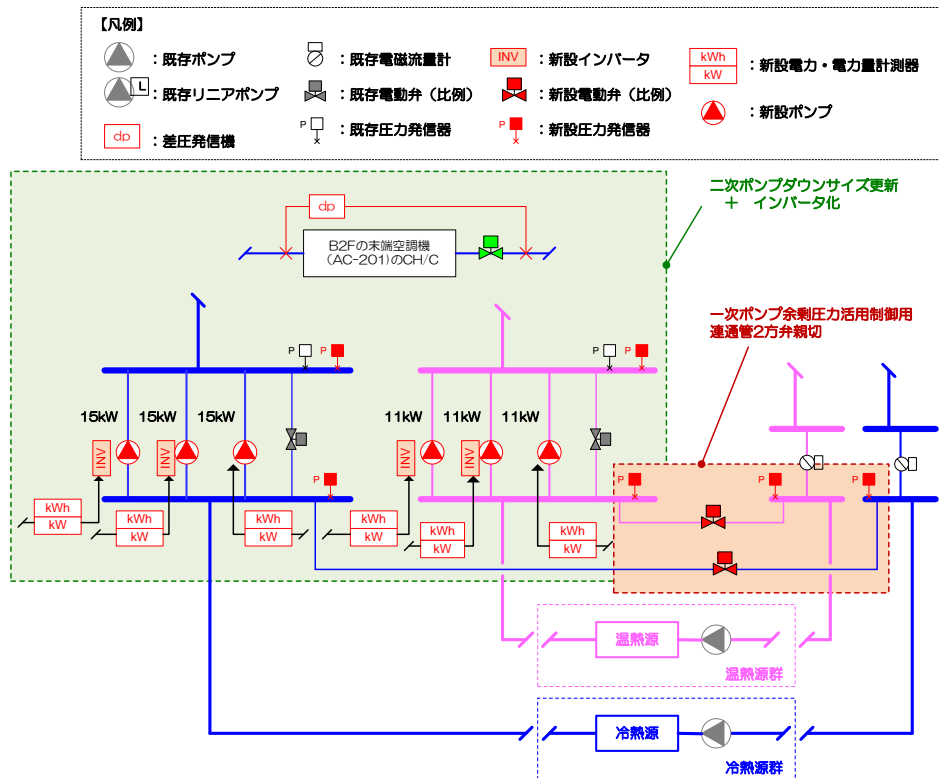 【凡例】
：既存ポンプ
：既存電磁流量計
INV
：新設インバータ
kWh
kW
：新設電力・電力量計測器
L
：既存リニアポンプ
：既存電動弁（比例）
：新設電動弁（比例）
：新設ポンプ
dp
：差圧発信機
P
：既存圧力発信器
P
：新設圧力発信器
二次ポンプダウンサイズ更新
＋ インバータ化
dp
B2Fの末端空調機
（AC-201）のCH/C
一次ポンプ余剰圧力活用制御用
連通管2方弁親切
P
P
P
P
15kW
15kW
15kW
11kW
11kW
11kW
INV
INV
INV
INV
P
P
P
P
kWh
kW
kWh
kW
kWh
kW
kWh
kW
kWh
kW
kWh
kW
温熱源
温熱源群
冷熱源
冷熱源群